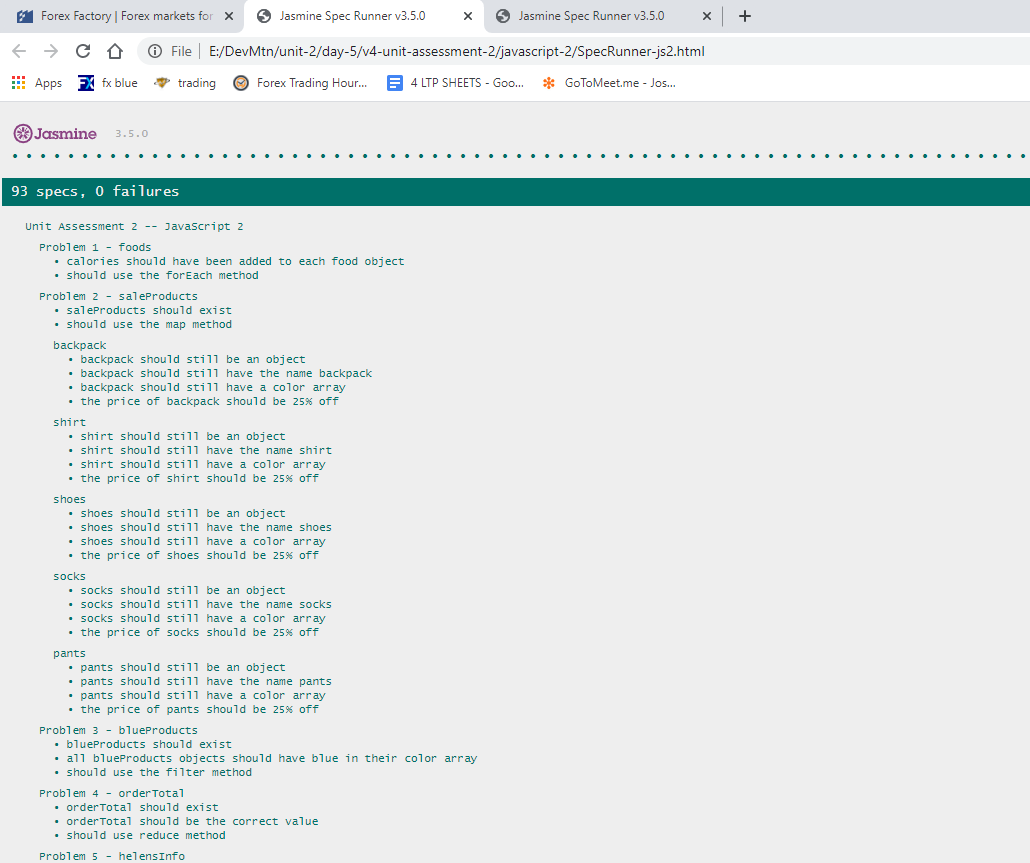 Forex Factory | Forex markets for
Jasmine Spec Runner v3.5.0
Jasmine Spec Runner v3.5.0
File
E:/DevMtn/unit-2/day-5/v4-unit-assessment-2/javascript-2/SpecRunner-js2.html
Apps
FX fx blue
trading
Forex Trading Hour...
4 LTP SHEETS - Goo...
GoToMeet.me - Jos...
Jasmine 3.5.0
93 specs, 0 failures
Unit Assessment 2 -- JavaScript 2
Problem 1 - foods
• calories should have been added to each food object
• should use the forEach method
Problem 2 - saleProducts
• saleProducts should exist
• should use the map method
backpack
• backpack should still be an object
• backpack should still have the name backpack
• backpack should still have a color array
• the price of backpack should be 25% off
shirt
• shirt should still be an object
• shirt should still have the name shirt
• shirt should still have a color array
• the price of shirt should be 25% off
shoes
• shoes should still be an object
• shoes should still have the name shoes
• shoes should still have a color array
• the price of shoes should be 25% off
socks
• socks should still be an object
• socks should still have the name socks
• socks should still have a color array
• the price of socks should be 25% off
pants
• pants should still be an object
• pants should still have the name pants
• pants should still have a color array
• the price of pants should be 25% off
Problem 3 - blueProducts
• blueProducts should exist
• all blueProducts objects should have blue in their color array
• should use the filter method
Problem 4 - orderTotal
• orderTotal should exist
• orderTotal should be the correct value
• should use reduce method
Problem 5 - helensInfo